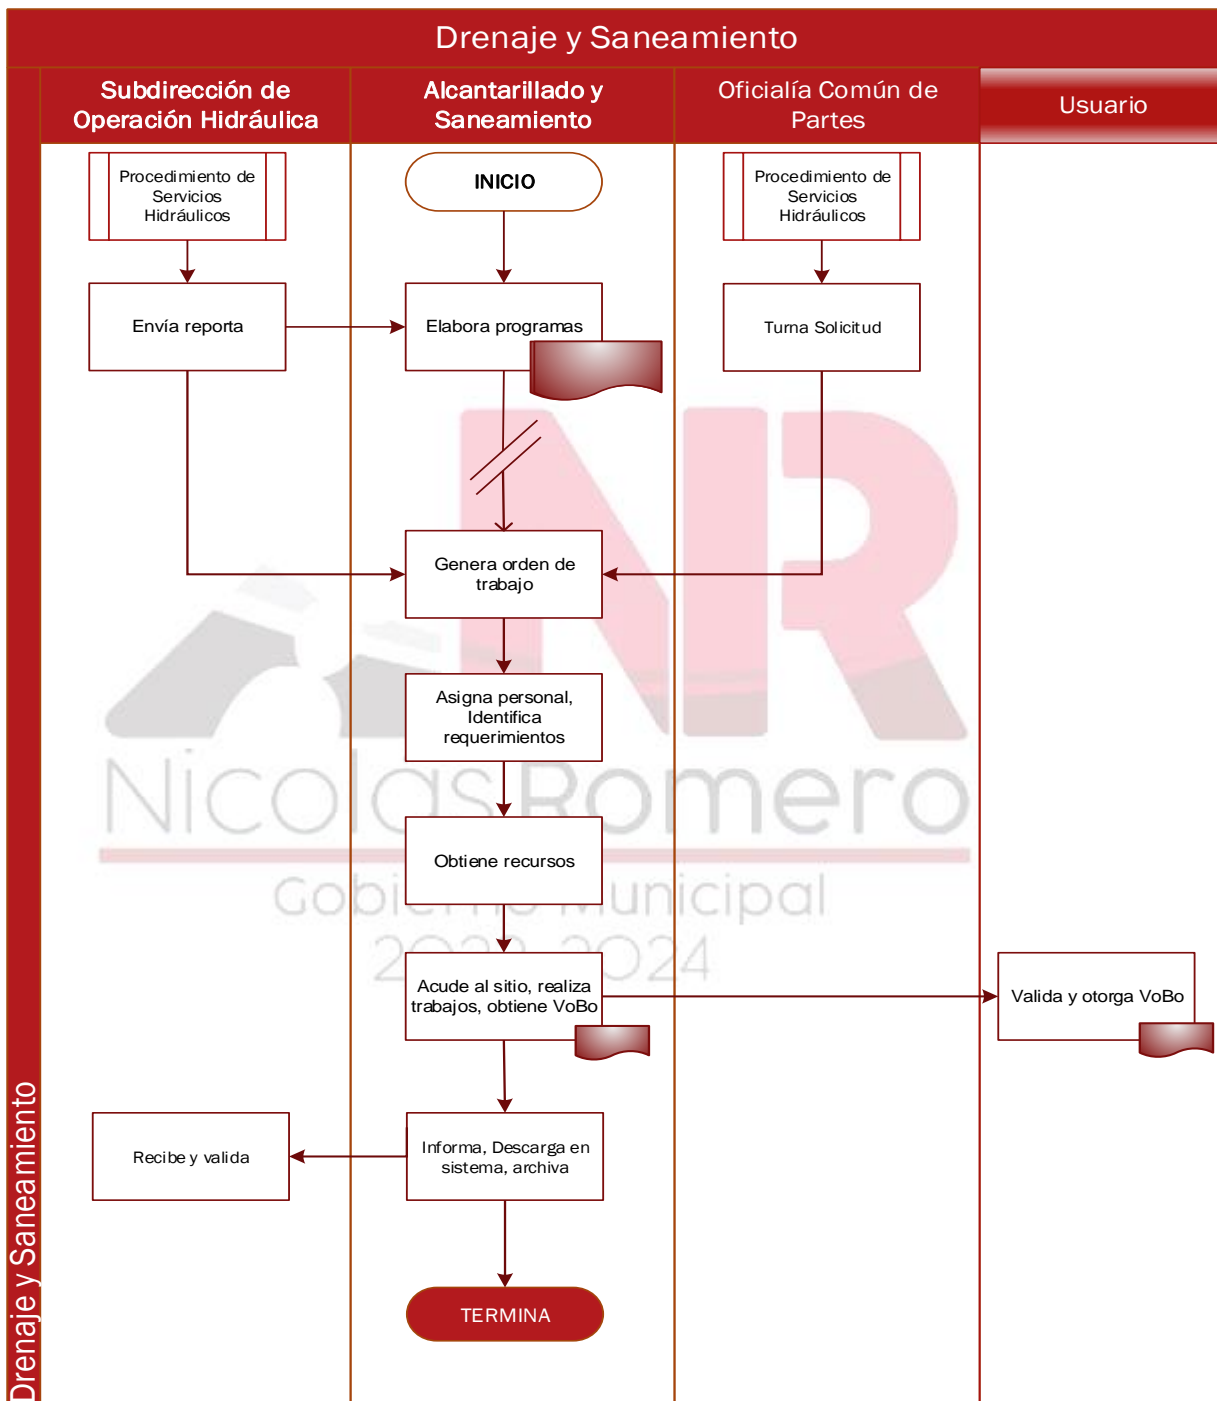 Drenaje y Saneamiento
Subdirección de
Operación Hidráulica
Alcantarillado y
Saneamiento
Oficialía Común de
Partes
Usuario
Procedimiento de
Servicios
Hidráulicos
INICIO
Procedimiento de
Servicios
Hidráulicos
Envía reporta
Elabora programas
Turna Solicitud
Genera orden de
trabajo
Asigna personal,
Identifica
requerimientos
NR
Nicolas Romero
Obtiene recursos
Gobierno Municipal
2022-2024
Acude al sitio, realiza
trabajos, obtiene VoBo
Valida y otorga VoBo
Recibe y valida
Informa, Descarga en
sistema, archiva
TERMINA
Drenaje y Saneamiento